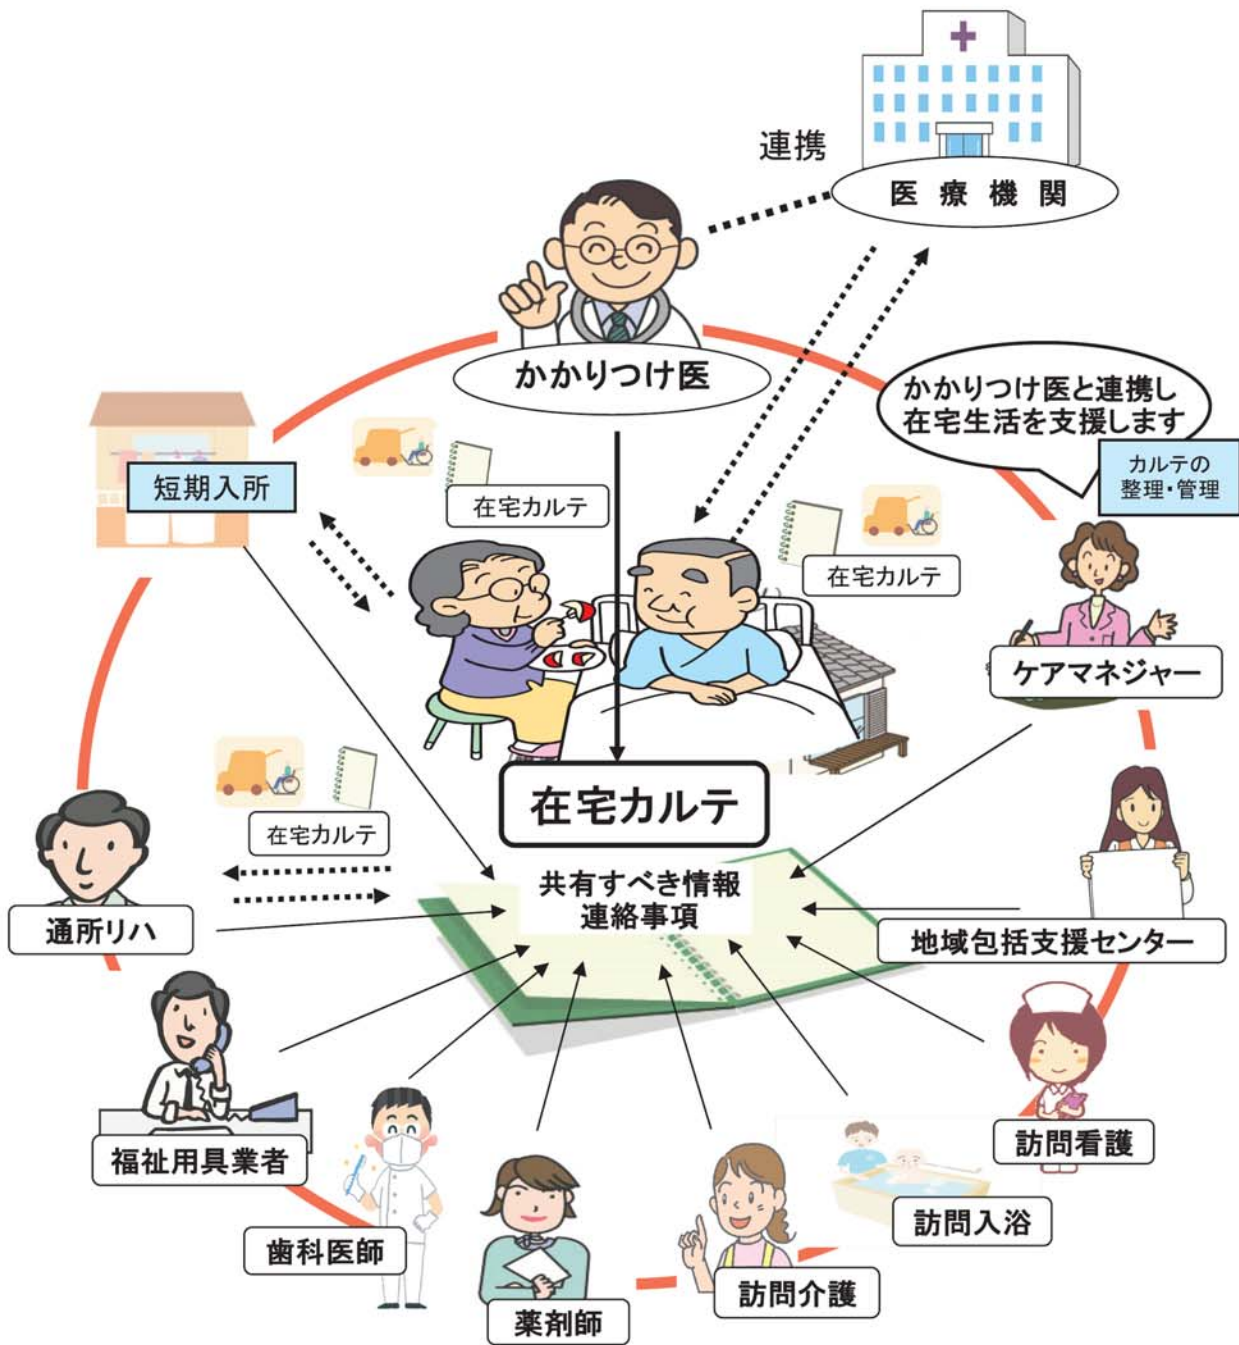 連携
医療機関
かかりつけ医
かかりつけ医と連携し
在宅生活を支援します
カルテの
整理・管理
短期入所
在宅カルテ
在宅カルテ
ケアマネジャー
在宅カルテ
在宅カルテ
共有すべき情報
連絡事項
通所リハ
地域包括支援センター
福祉用具業者
訪問看護
歯科医師
訪問入浴
薬剤師
訪問介護